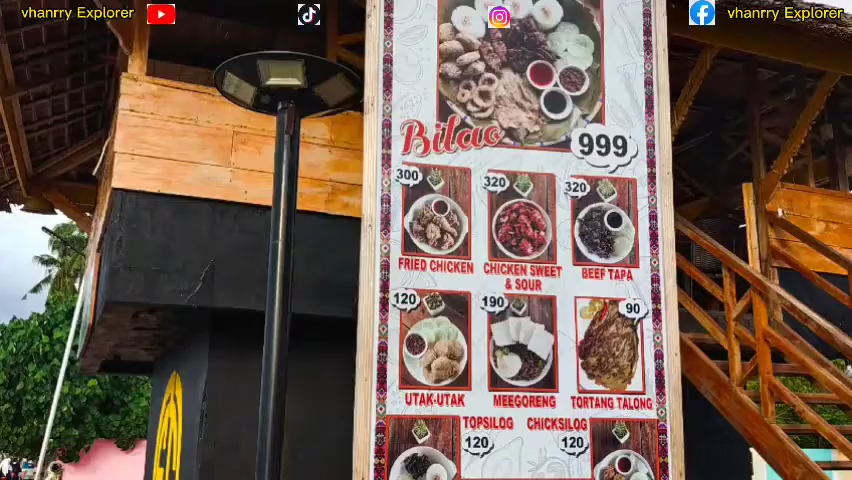 vhanrry Explorer
vhanrry Explorer
Bilao
999
300
320
320
FRIED CHICKEN
CHICKEN SWEET
& SOUR
BEEF TAPA
120
190
90
UTAK-UTAK
MEEGORENG
TORTANG TALONG
TOPSILOG
CHICKSILOG
120
120